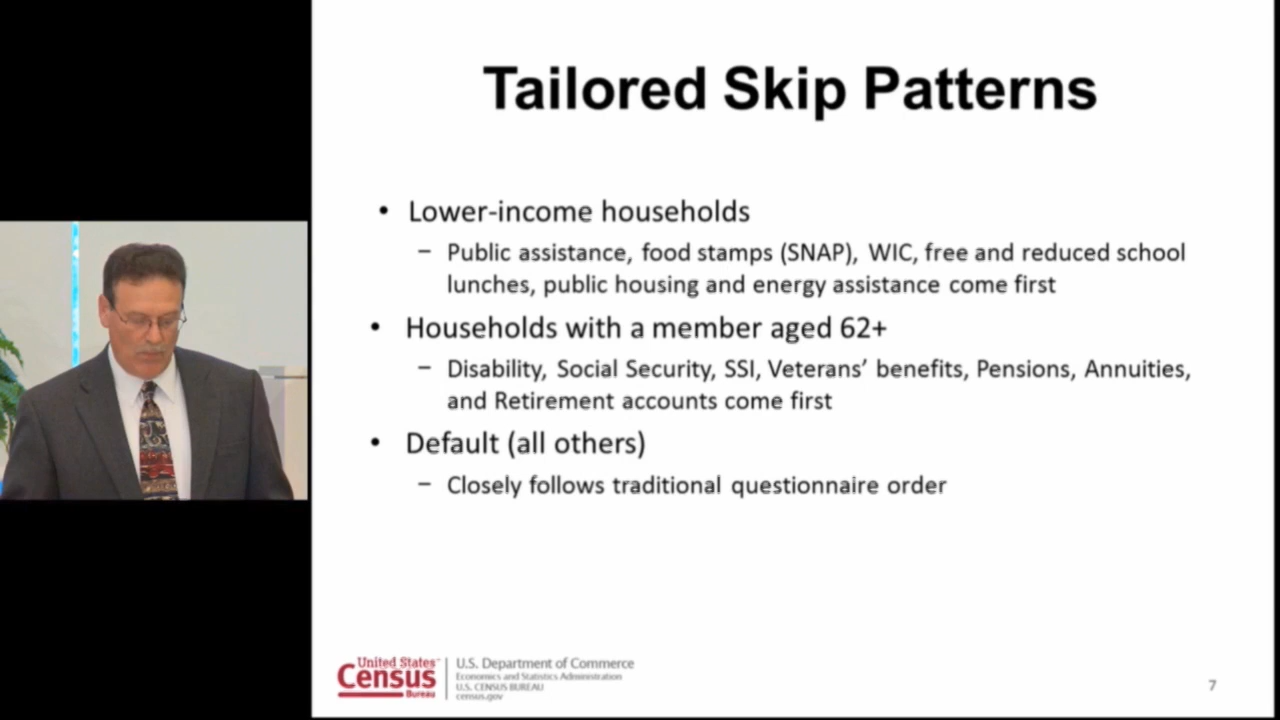 Tailored Skip Patterns
• Lower-income households
– Public assistance, food stamps (SNAP), WIC, free and reduced school
lunches, public housing and energy assistance come first
• Households with a member aged 62+
– Disability, Social Security, SSI, Veterans’ benefits, Pensions, Annuities,
and Retirement accounts come first
• Default (all others)
– Closely follows traditional questionnaire order
United States™
Census
Bureau
U.S. Department of Commerce
Economics and Statistics Administration
U.S. CENSUS BUREAU
census.gov
7